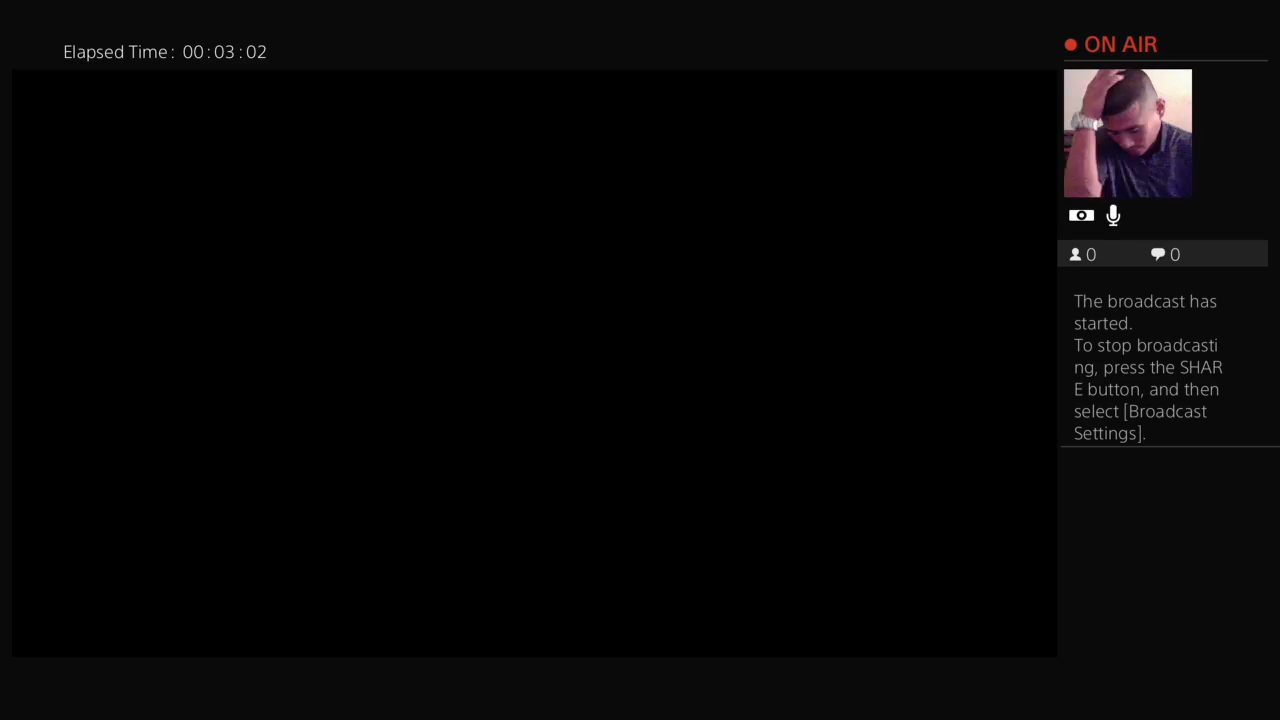 Elapsed Time: 00:03:02
ON AIR
0 0
The broadcast has
started.
To stop broadcasti
ng, press the SHAR
E button, and then
select [Broadcast
Settings].